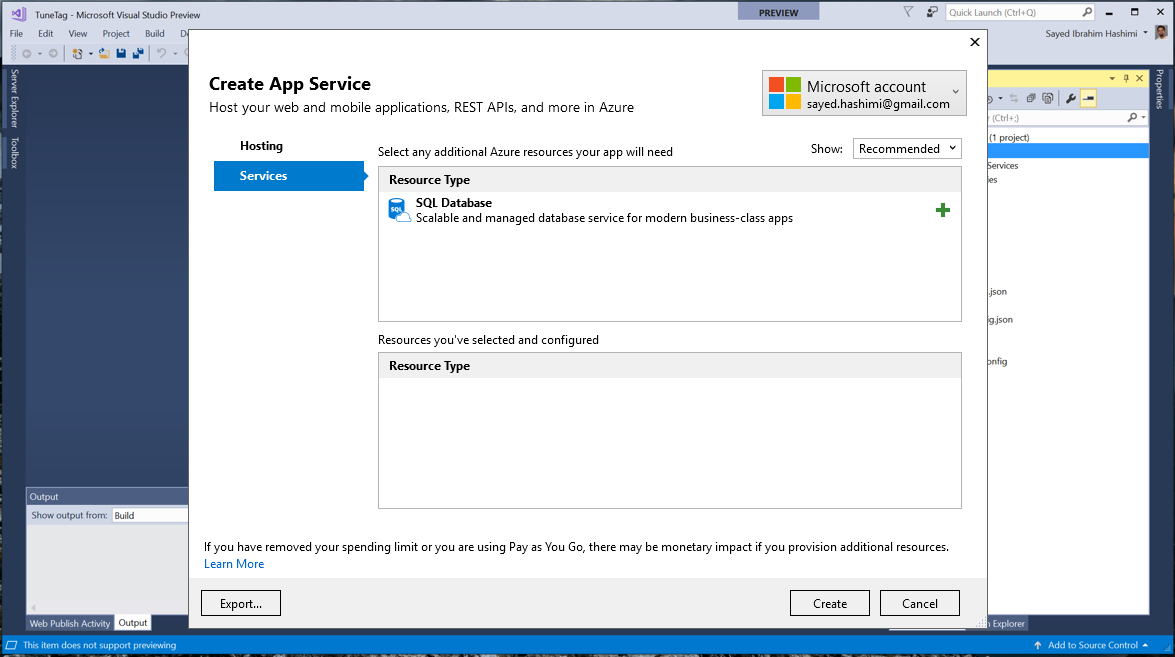 TuneTag - Microsoft Visual Studio Preview
PREVIEW
Quick Launch (Ctrl+Q)
File Edit View Project Build
Sayed Ibrahim Hashimi
Server Explorer
Toolbox
Properties
Create App Service
Host your web and mobile applications, REST APIs, and more in Azure
Microsoft account
sayed.hashimi@gmail.com
Hosting
Services
Select any additional Azure resources your app will need
Show:
Recommended
Resource Type
SQL
SQL Database
Scalable and managed database service for modern business-class apps
Resources you've selected and configured
Resource Type
If you have removed your spending limit or you are using Pay as You Go, there may be monetary impact if you provision additional resources.
Learn More
Export...
Create
Cancel
(Ctrl+;)
(1 project)
Services
.json
ig.json
onfig
Output
Show output from: Build
Web Publish Activity
Output
Explorer
This item does not support previewing
Add to Source Control